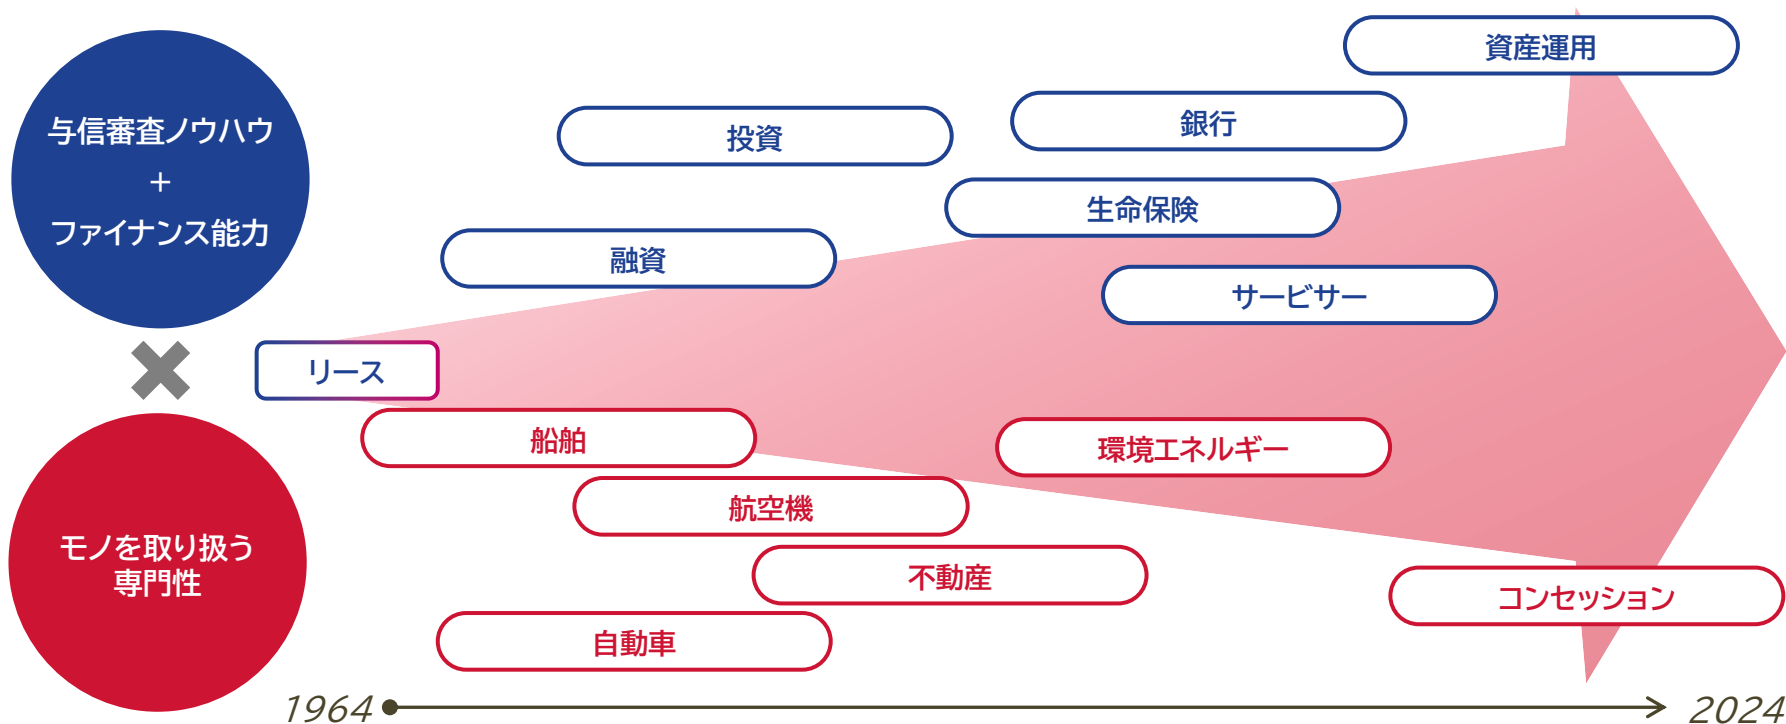 与信審査ノウハウ
+
ファイナンス能力
モノを取り扱う
専門性
リース
資産運用
銀行
投資
生命保険
融資
サービサー
船舶
環境エネルギー
航空機
不動産
コンセッション
自動車
1964
2024